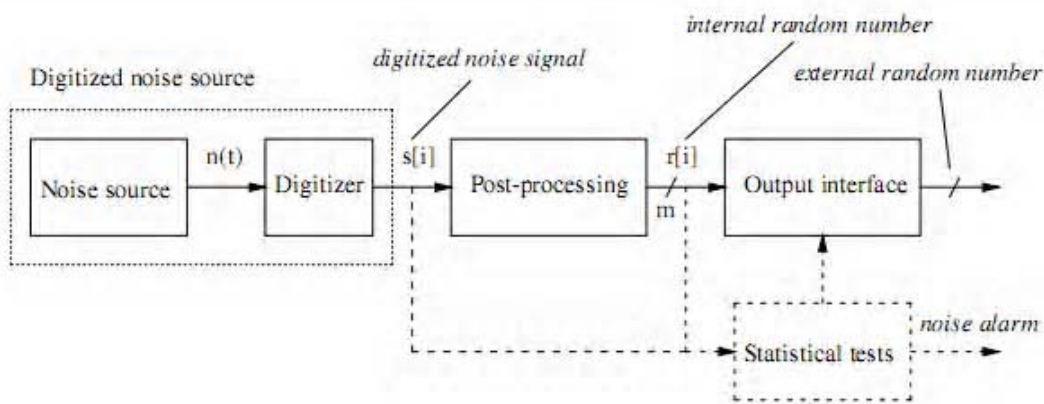 internal random number
digitized noise signal
external random number
Digitized noise source
n(t)
s[i]
r[i]
Noise source
Digitizer
Post-processing
m
Output interface
Statistical tests
noise alarm